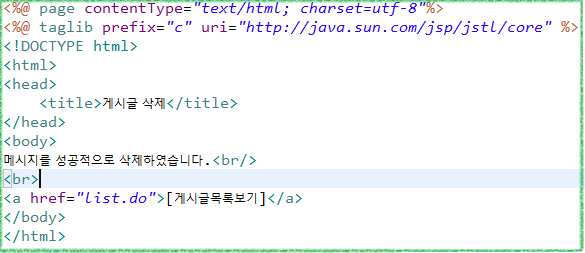 <%@ page contentType="text/html; charset=utf-8"%>
<%@ taglib prefix="c" uri="http://java.sun.com/jsp/jstl/core" %>
<!DOCTYPE html>
<html>
<head>
    <title>게시글 삭제</title>
</head>
<body>
메시지를 성공적으로 삭제하였습니다.<br/>
<br>
<a href="list.do">[게시글목록보기]</a>
</body>
</html>